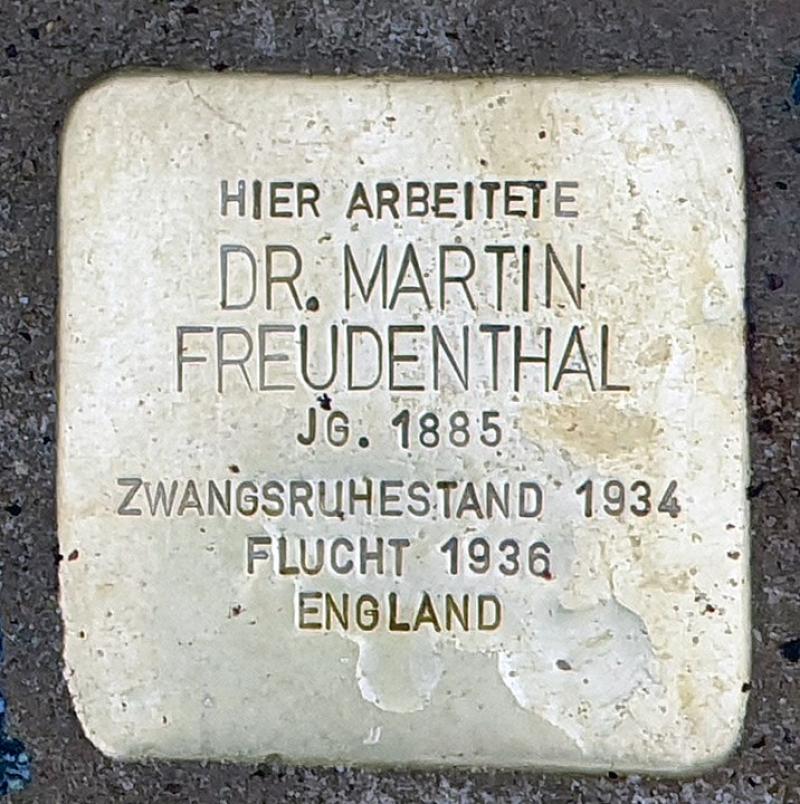 HIER ARBEITETE
DR. MARTIN
FREUDENTHAL
JG. 1885
ZWANGSRUHESTAND 1934
FLUCHT 1936
ENGLAND